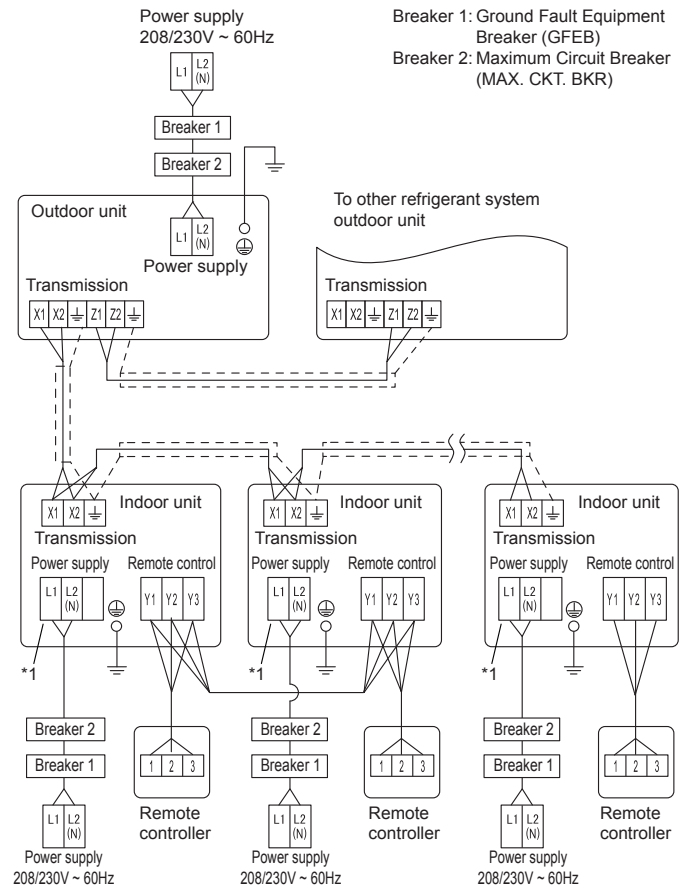 Power supply
208/230V ~ 60Hz
Breaker 1: Ground Fault Equipment
Breaker (GFEB)
Breaker 2: Maximum Circuit Breaker
(MAX. CKT. BKR)
L1 L2
(N)
Breaker 1
Breaker 2
Outdoor unit
L1 L2
(N)
Power supply
Transmission
X1 X2 Z1 Z2
To other refrigerant system
outdoor unit
Transmission
X1 X2 Z1 Z2
X1 X2
Indoor unit
Transmission
Power supply
Remote control
L1 L2
(N)
Y1 Y2 Y3
*1
X1 X2
Indoor unit
Transmission
Power supply
Remote control
L1 L2
(N)
Y1 Y2 Y3
*1
X1 X2
Indoor unit
Transmission
Power supply
Remote control
L1 L2
(N)
Y1 Y2 Y3
*1
Breaker 2
Breaker 1
L1 L2
(N)
Power supply
208/230V ~ 60Hz
1 2 3
Remote
controller
Breaker 2
Breaker 1
L1 L2
(N)
Power supply
208/230V ~ 60Hz
1 2 3
Remote
controller
Breaker 2
Breaker 1
L1 L2
(N)
Power supply
208/230V ~ 60Hz
1 2 3
Remote
controller